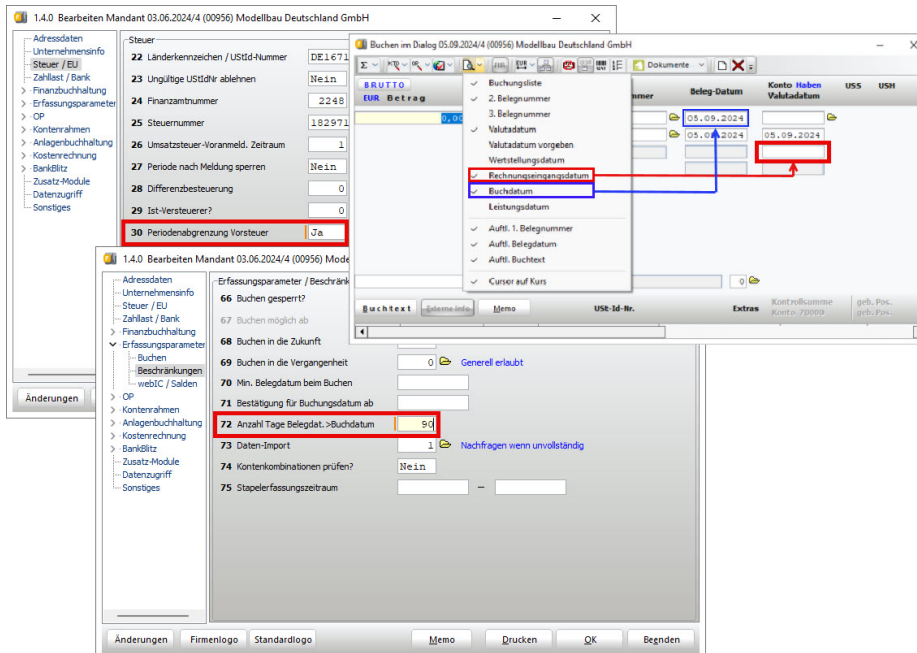 1.4.0 Bearbeiten Mandant 03.06.2024/4 (00956) Modellbau Deutschland GmbH
Adressdaten
Unternehmensinfo
Steuer / EU
Zahllast / Bank
Finanzbuchhaltung
Erfassungsparameter
OP
Kontenrahmen
Anlagenbuchhaltung
Kostenrechnung
BankBlitz
Zusatz-Module
Datenzugriff
Sonstiges
Steuer
22 Länderkennzeichen / UStId-Nummer DE1671
23 Ungültige UStIdNr ablehnen Nein
24 Finanzamtnummer 2248
25 Steuernummer 182971
26 Umsatzsteuer-Voranmeld. Zeitraum 1
27 Periode nach Meldung sperren Nein
28 Differenzbesteuerung 0
29 Ist-Versteuerer? 0
30 Periodenabgrenzung Vorsteuer Ja
Änderungen
Buchen im Dialog 05.09.2024/4 (00956) Modellbau Deutschland GmbH
Dokumente
BRUTTO
EUR Betrag
mmer
Beleg-Datum
Konto Haben
Valutadatum
USS
USH
0,00
05.09.2024
05.09.2024
05.09.2024
Buchungsliste
2. Belegnummer
3. Belegnummer
Valutadatum
Valutadatum vorgeben
Wertstellungsdatum
Rechnungseingangsdatum
Buchdatum
Leistungsdatum
Auftl. 1. Belegnummer
Auftl. Belegdatum
Auftl. Buchtext
Cursor auf Kurs
0
Buchtext
Externe Info
Memo
USt-Id-Nr.
Extras
Kontrollsumme
Konto 70000
geb. Pos.
geb. Pos.
1.4.0 Bearbeiten Mandant 03.06.2024/4 (00956) Mode
Adressdaten
Unternehmensinfo
Steuer / EU
Zahllast / Bank
Finanzbuchhaltung
Erfassungsparameter
Buchen
Beschränkungen
webIC / Salden
OP
Kontenrahmen
Anlagenbuchhaltung
Kostenrechnung
BankBlitz
Zusatz-Module
Datenzugriff
Sonstiges
Erfassungsparameter / Beschränk
66 Buchen gesperrt?
67 Buchen möglich ab
68 Buchen in die Zukunft
69 Buchen in die Vergangenheit 0 Generell erlaubt
70 Min. Belegdatum beim Buchen
71 Bestätigung für Buchungsdatum ab
72 Anzahl Tage Belegdat.>Buchdatum 90
73 Daten-Import 1 Nachfragen wenn unvollständig
74 Kontenkombinationen prüfen? Nein
75 Stapelerfassungszeitraum –
Änderungen Firmenlogo Standardlogo Memo Drucken OK Beenden